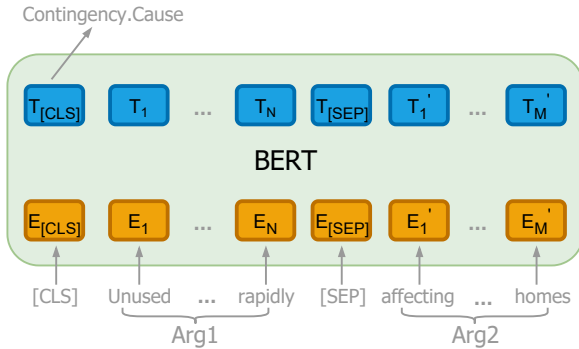 Contingency.Cause
T[CLS] T1 ... TN T[SEP] T1' ... TM'
BERT
E[CLS] E1 ... EN E[SEP] E1' ... EM'
[CLS] Unused ... rapidly [SEP] affecting ... homes
Arg1 Arg2